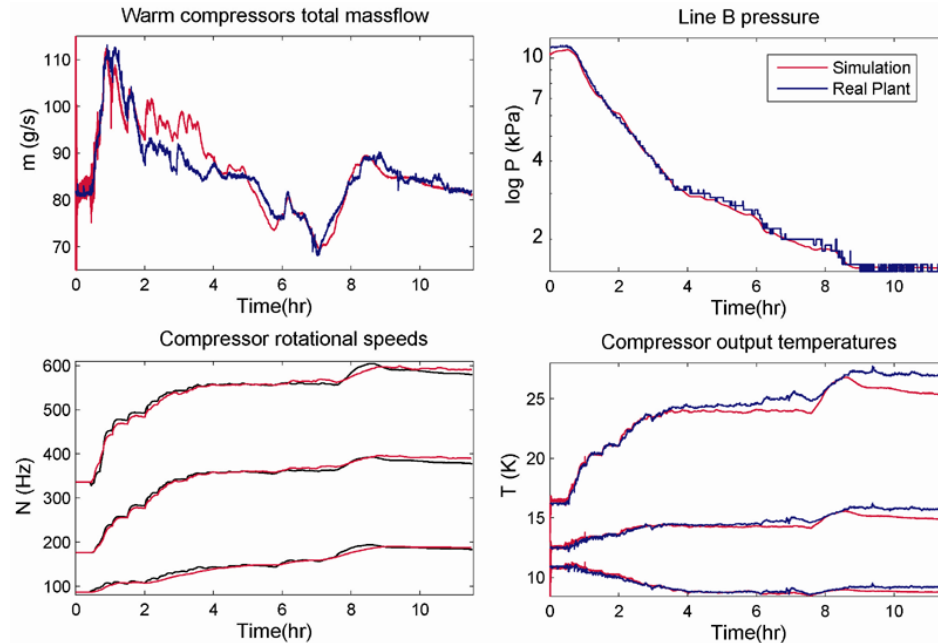 Warm compressors total massflow
m (g/s)
110
100
90
80
70
0 2 4 6 8 10
Time(hr)
Line B pressure
log P (kPa)
10
7
4
2
Simulation
Real Plant
0 2 4 6 8 10
Time(hr)
Compressor rotational speeds
N (Hz)
600
500
400
300
200
100
0 2 4 6 8 10
Time(hr)
Compressor output temperatures
T (K)
25
20
15
10
0 2 4 6 8 10
Time(hr)